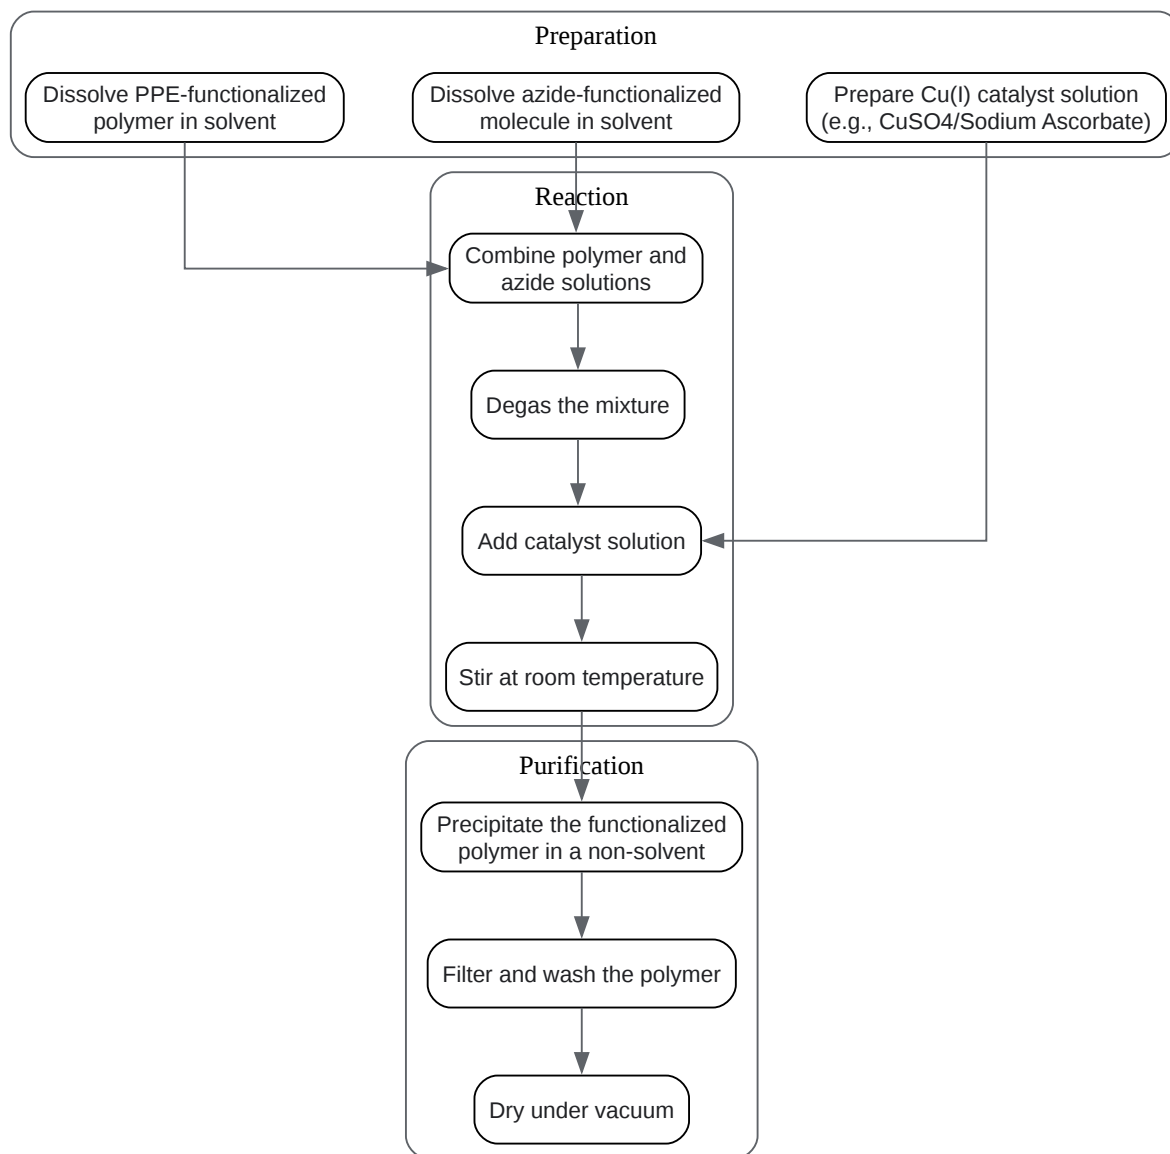 Preparation
Dissolve PPE-functionalized
polymer in solvent
Dissolve azide-functionalized
molecule in solvent
Prepare Cu(I) catalyst solution
(e.g., CuSO4/Sodium Ascorbate)
Reaction
Combine polymer and
azide solutions
Degas the mixture
Add catalyst solution
Stir at room temperature
Purification
Precipitate the functionalized
polymer in a non-solvent
Filter and wash the polymer
Dry under vacuum